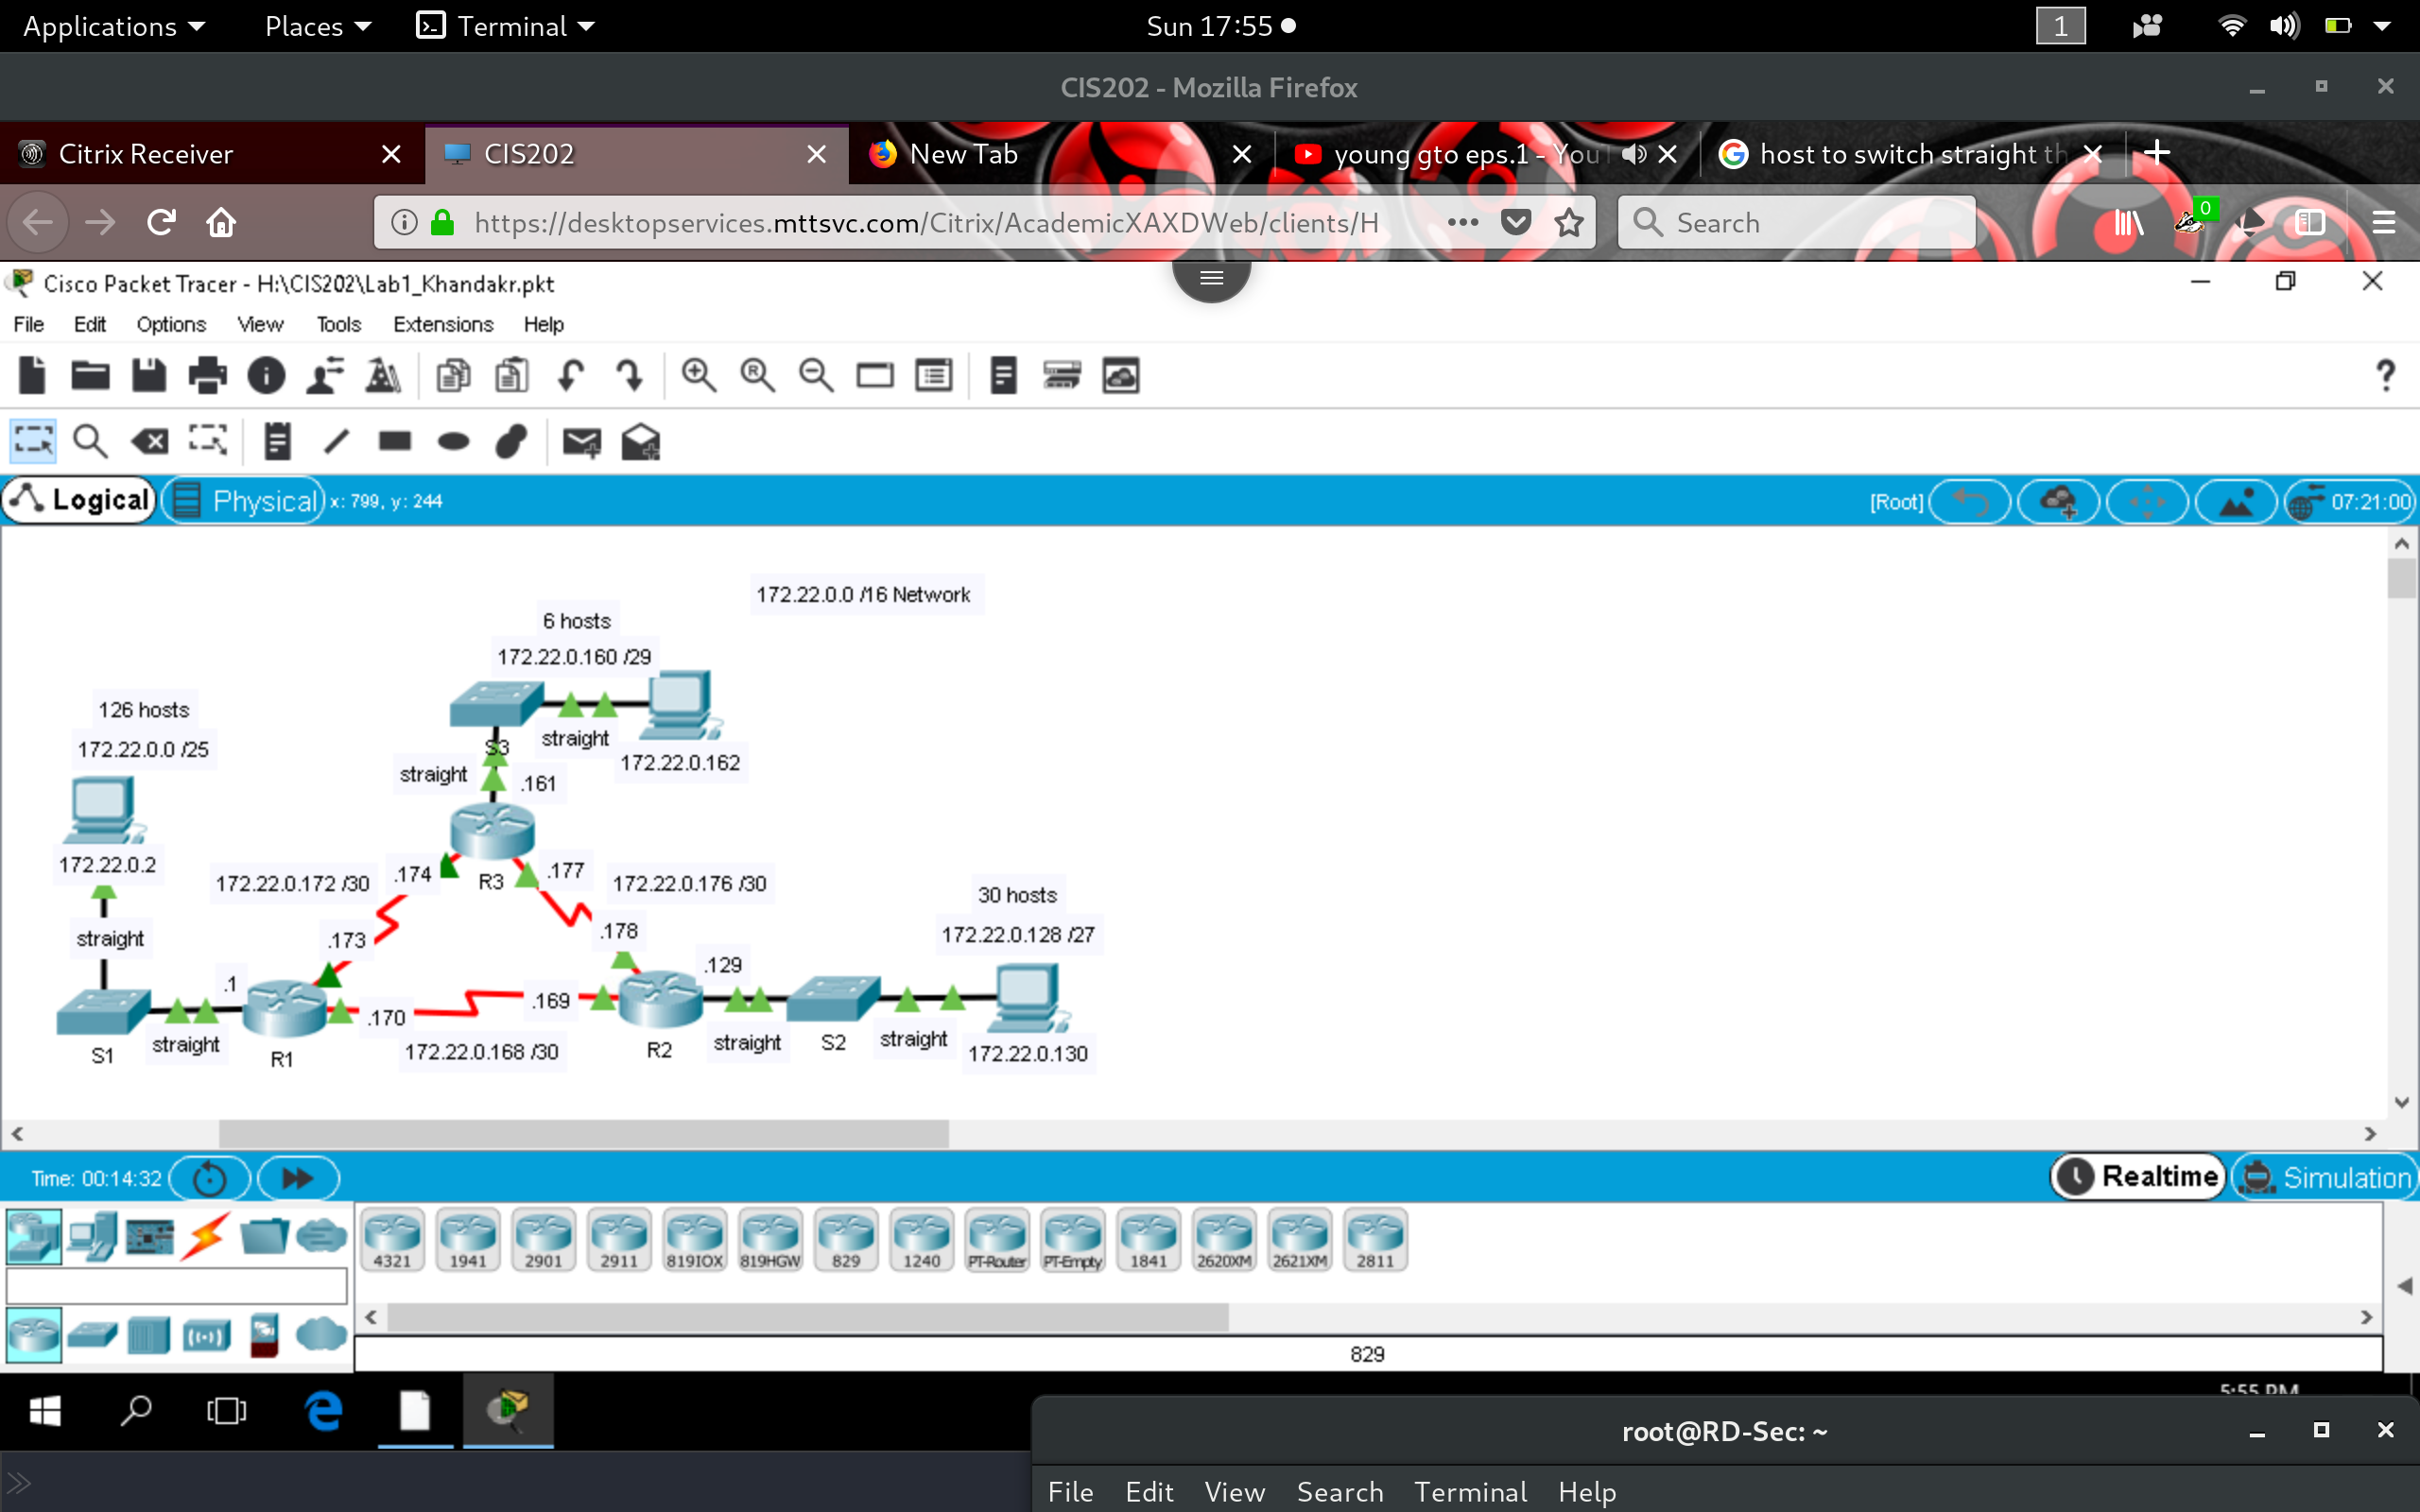 Applications Places Terminal Sun 17:55 1
CIS202 - Mozilla Firefox
Citrix Receiver CIS202 New Tab young gto eps.1 - YouT host to switch straight th
https://desktopservices.mttsvc.com/Citrix/AcademicXAXDWeb/clients/H Search 0
Cisco Packet Tracer - H:\CIS202\Lab1_Khandakr.pkt
File Edit Options View Tools Extensions Help
R ?
Logical Physical x: 799, y: 244 [Root] 07:21:00
172.22.0.0 /16 Network
6 hosts
172.22.0.160 /29
126 hosts
172.22.0.0 /25
S3
straight
172.22.0.162
straight
.161
172.22.0.2
172.22.0.172 /30
.174
R3
.177
172.22.0.176 /30
30 hosts
172.22.0.128 /27
straight
.173
.178
.129
.1
.170
.169
S1
straight
R1
172.22.0.168 /30
R2
straight
S2
straight
172.22.0.130
Time: 00:14:32 Realtime Simulation
4321 1941 2901 2911 819IOX 819HGW 829 1240 PT-Router PT-Empty 1841 2620XM 2621XM 2811
829
5:55 PM
root@RD-Sec: ~
File Edit View Search Terminal Help